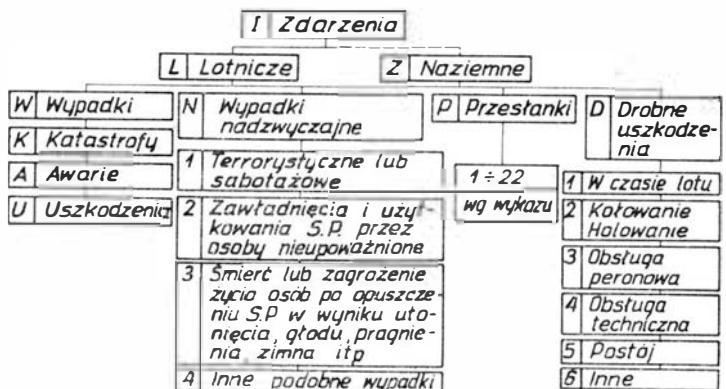 I Zdarzenia
L Lotnicze
Z Naziemne
W Wypadki
K Katastrofy
A Awarie
U Uszkodzenia
N Wypadki
nadzwyczajne
1 Terrorystyczne lub
sabotażowe
2 Zawładnięcia i użyt-
kowania S.P. przez
osoby nieupoważnione
3 Śmierć lub zagrożenie
życia osób po opuszcze
niu S.P w wyniku uto-
nięcia, głodu, pragnie-
nia, zimna itp
4 Inne podobne wypadki
P Przesłanki
1÷22
wg wykazu
D Drobne
uszkodze-
nia
1 W czasie lotu
2 Kołowanie
Holowanie
3 Obsługa
peronowa
4 Obsługa
techniczna
5 Postój
6 Inne